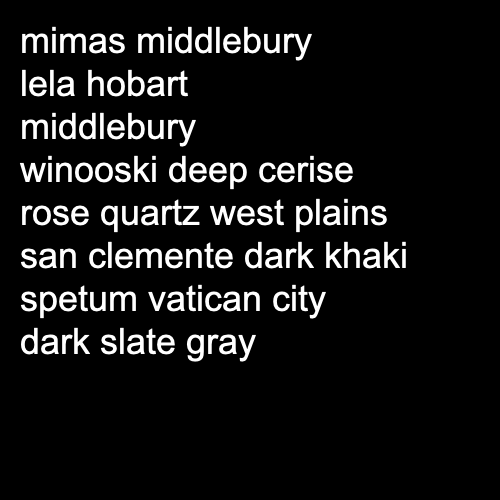 mimas middlebury
lela hobart
middlebury
winooski deep cerise
rose quartz west plains
san clemente dark khaki
spetum vatican city
dark slate gray